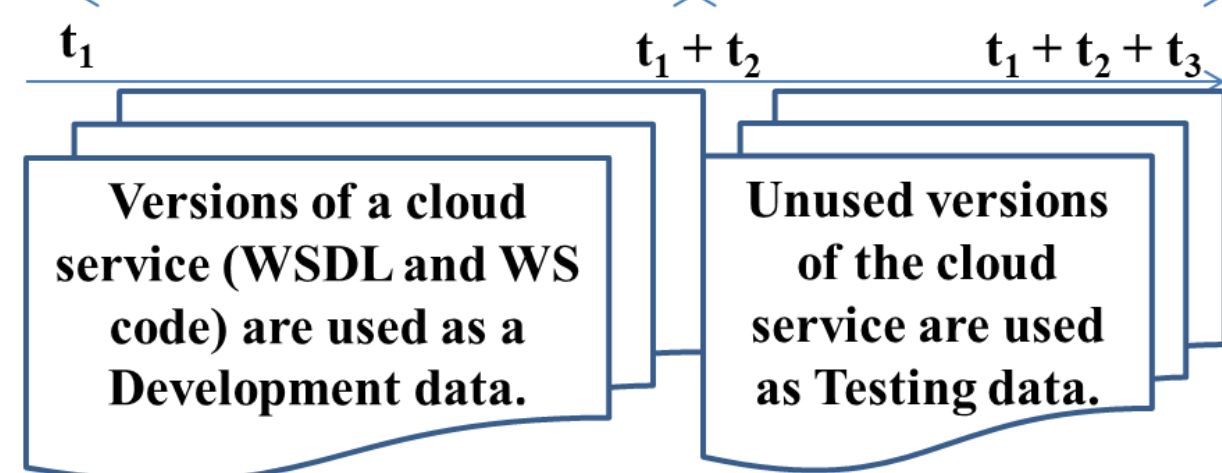 t₁
t₁ + t₂
t₁ + t₂ + t₃
Versions of a cloud
service (WSDL and WS
code) are used as a
Development data.
Unused versions
of the cloud
service are used
as Testing data.